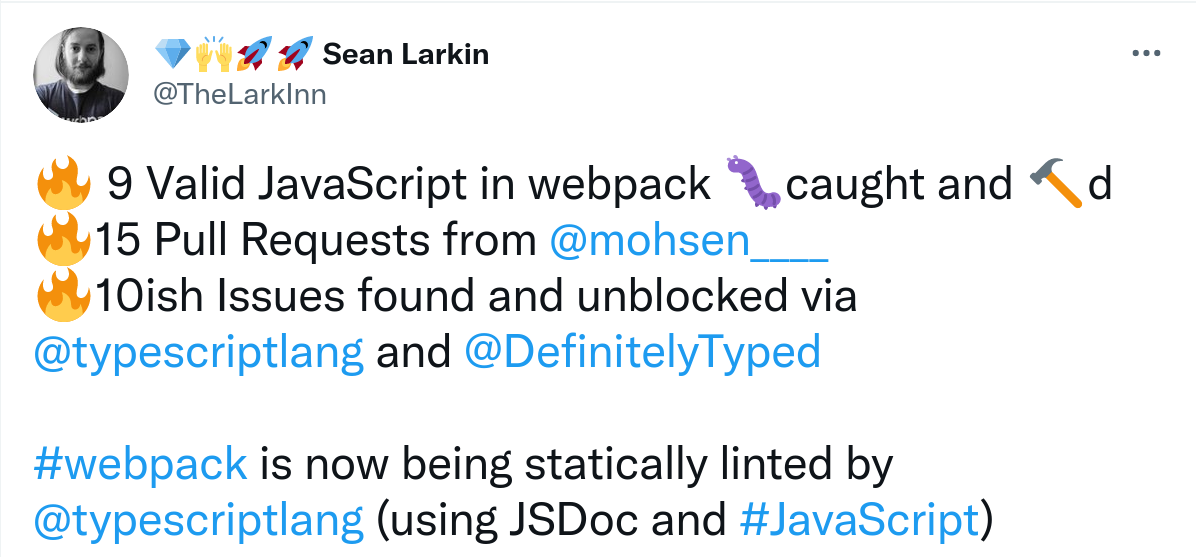 💎🙌🚀🚀 Sean Larkin
@TheLarkInn
🔥 9 Valid JavaScript in webpack 🐛caught and 🔨d
🔥15 Pull Requests from @mohsen____
🔥10ish Issues found and unblocked via
@typescriptlang and @DefinitelyTyped
#webpack is now being statically linted by
@typescriptlang (using JSDoc and #JavaScript)